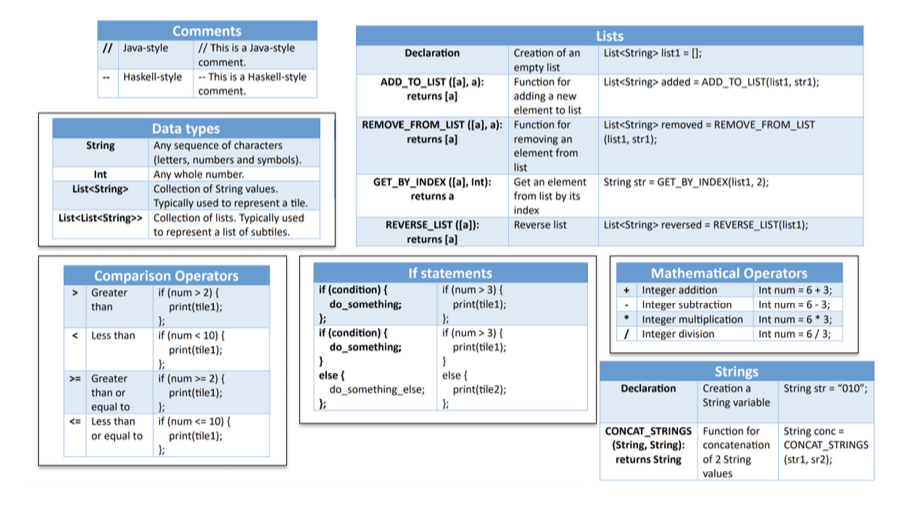 Comments
// Java-style // This is a Java-style
comment.
-- Haskell-style -- This is a Haskell-style
comment.
Data types
String Any sequence of characters
(letters, numbers and symbols).
Int Any whole number.
List<String> Collection of String values.
Typically used to represent a tile.
List<List<String>> Collection of lists. Typically used
to represent a list of subtiles.
Lists
Declaration Creation of an List<String> list1 = [];
empty list
ADD_TO_LIST ([a], a): Function for List<String> added = ADD_TO_LIST(list1, str1);
returns [a] adding a new
element to list
REMOVE_FROM_LIST ([a], a): Function for List<String> removed = REMOVE_FROM_LIST
returns [a] removing an (list1, str1);
element from
list
GET_BY_INDEX ([a], Int): Get an element String str = GET_BY_INDEX(list1, 2);
returns a from list by its
index
REVERSE_LIST ([a]): Reverse list List<String> reversed = REVERSE_LIST(list1);
returns [a]
Comparison Operators
> Greater if (num > 2) {
than print(tile1);
};
< Less than if (num < 10) {
print(tile1);
};
>= Greater if (num >= 2) {
than or print(tile1);
equal to };
<= Less than if (num <= 10) {
or equal to print(tile1);
};
If statements
if (condition) { if (num > 3) {
do_something; print(tile1);
}; };
if (condition) { if (num > 3) {
do_something; print(tile1);
} }
else { else {
do_something_else; print(tile2);
}; };
Mathematical Operators
+ Integer addition Int num = 6 + 3;
- Integer subtraction Int num = 6 - 3;
* Integer multiplication Int num = 6 * 3;
/ Integer division Int num = 6 / 3;
Strings
Declaration Creation a String str = “010”;
String variable
CONCAT_STRINGS Function for String conc =
(String, String): concatenation CONCAT_STRINGS
returns String of 2 String (str1, sr2);
values